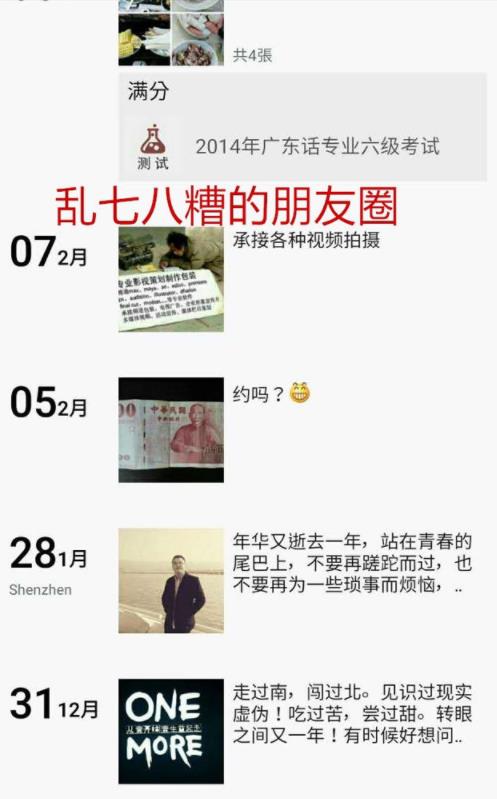 共4張
满分
测 试
2014年广东话专业六级考试
乱七八糟的朋友圈
07 2月
承接各种视频拍摄
专业影视策划制作包装
05 2月
中華民國
约吗？😁
28 1月
Shenzhen
年华又逝去一年，站在青春的
尾巴上，不要再蹉跎而过，也
不要再为一些琐事而烦恼，..
31 12月
ONE
MORE
走过南，闯过北。见识过现实
虚伪！吃过苦，尝过甜。转眼
之间又一年！有时候好想问..